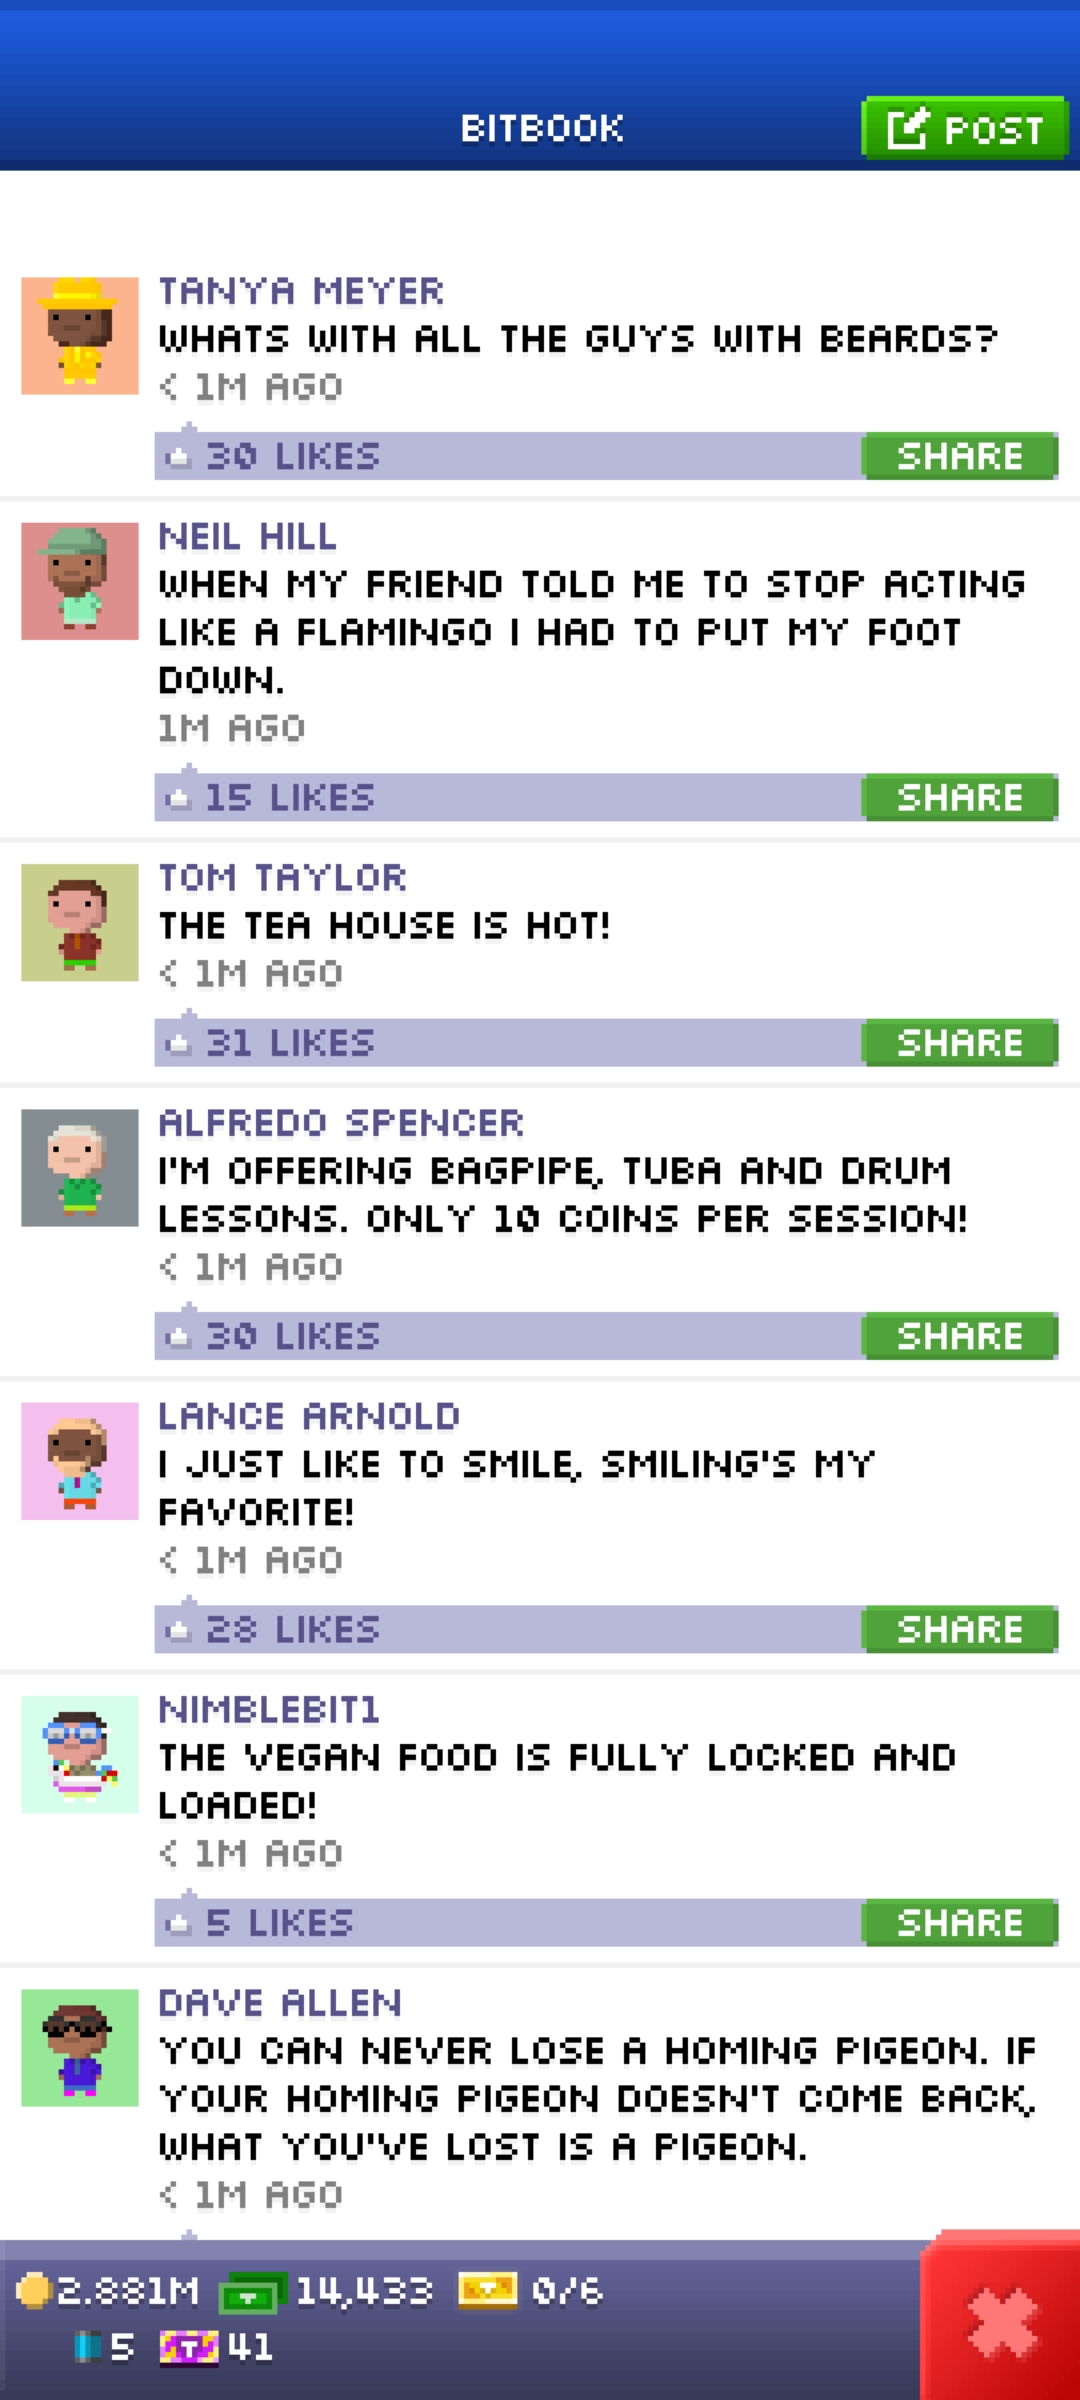 BITBOOK
POST
TANYA MEYER
WHATS WITH ALL THE GUYS WITH BEARDS?
< 1M AGO
30 LIKES
SHARE
NEIL HILL
WHEN MY FRIEND TOLD ME TO STOP ACTING
LIKE A FLAMINGO I HAD TO PUT MY FOOT
DOWN.
1M AGO
15 LIKES
SHARE
TOM TAYLOR
THE TEA HOUSE IS HOT!
< 1M AGO
31 LIKES
SHARE
ALFREDO SPENCER
I'M OFFERING BAGPIPE, TUBA AND DRUM
LESSONS. ONLY 10 COINS PER SESSION!
< 1M AGO
30 LIKES
SHARE
LANCE ARNOLD
I JUST LIKE TO SMILE, SMILING'S MY
FAVORITE!
< 1M AGO
28 LIKES
SHARE
NIMBLEBIT1
THE VEGAN FOOD IS FULLY LOCKED AND
LOADED!
< 1M AGO
5 LIKES
SHARE
DAVE ALLEN
YOU CAN NEVER LOSE A HOMING PIGEON. IF
YOUR HOMING PIGEON DOESN'T COME BACK,
WHAT YOU'VE LOST IS A PIGEON.
< 1M AGO
2.881M 14,433 0/6
5 T 41